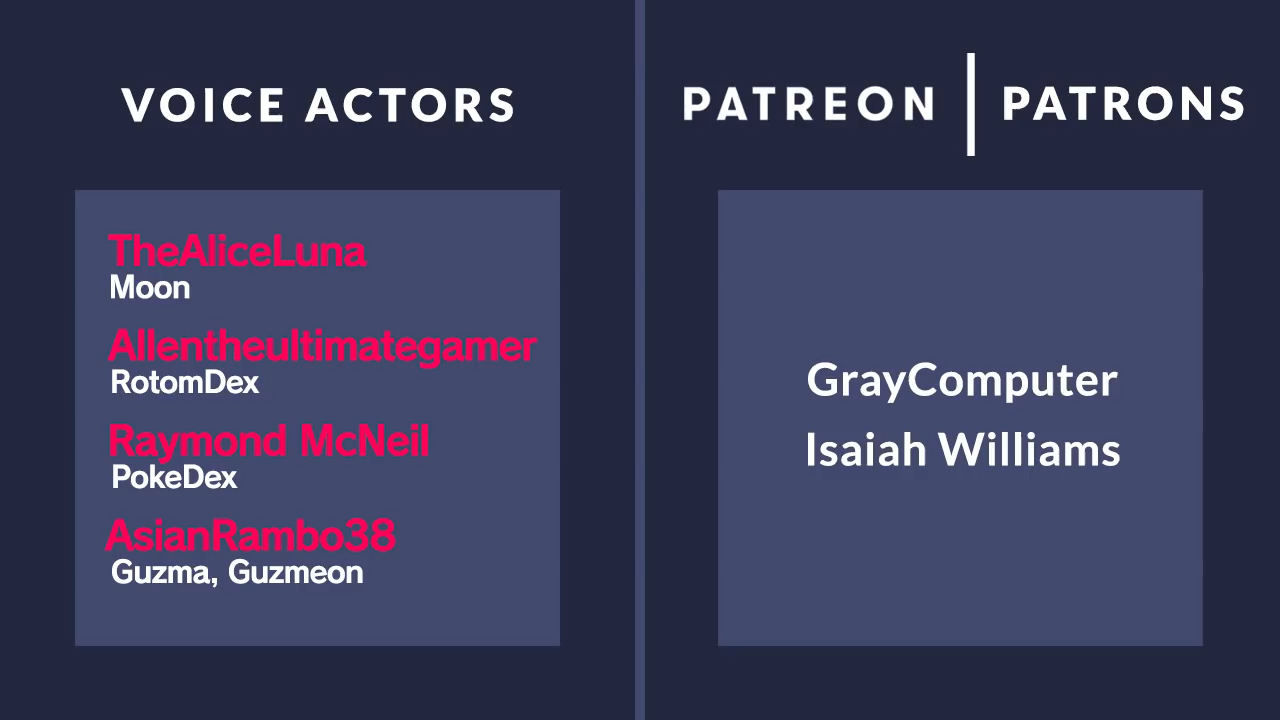 VOICE ACTORS
TheAliceLuna
Moon
Allentheultimategamer
RotomDex
Raymond McNeil
PokeDex
AsianRambo38
Guzma, Guzmeon
PATREON | PATRONS
GrayComputer
Isaiah Williams